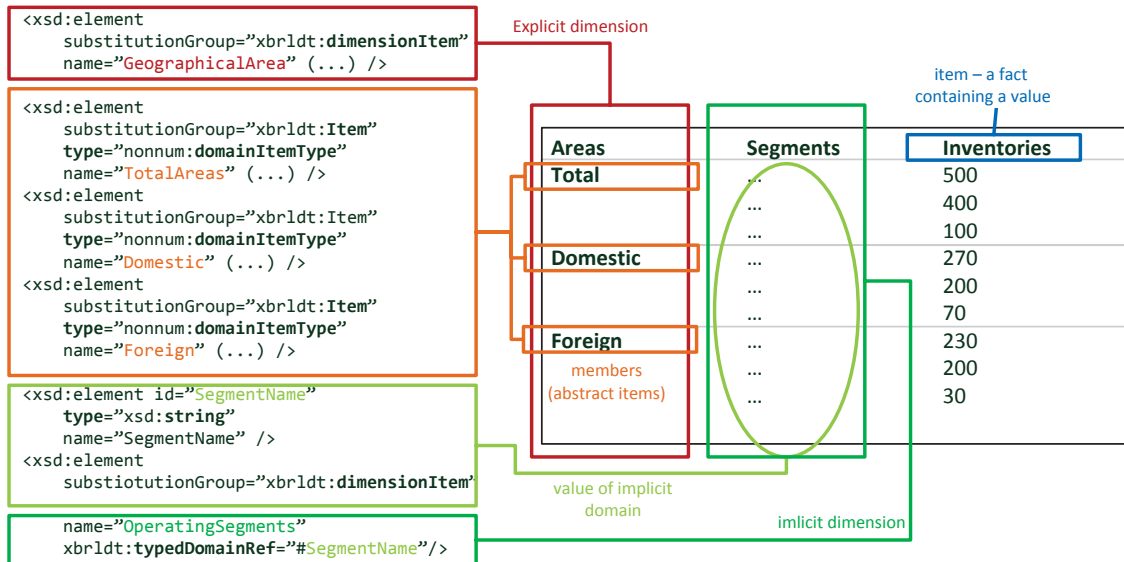 <xsd:element
substitutionGroup=”xbrldt:dimensionItem”
name=”GeographicalArea” (...) />
<xsd:element
substitutionGroup=”xbrldt:Item”
type=”nonnum:domainItemType”
name=”TotalAreas” (...) />
<xsd:element
substitutionGroup=”xbrldt:Item”
type=”nonnum:domainItemType”
name=”Domestic” (...) />
<xsd:element
substitutionGroup=”xbrldt:Item”
type=”nonnum:domainItemType”
name=”Foreign” (...) />
<xsd:element id=”SegmentName”
type=”xsd:string”
name=”SegmentName” />
<xsd:element
substiotutionGroup=”xbrldt:dimensionItem”
name=”OperatingSegments”
xbrldt:typedDomainRef=”#SegmentName”/>
Explicit dimension
item – a fact
containing a value
Areas Segments Inventories
Total ... 500
... 400
... 100
Domestic ... 270
... 200
... 70
Foreign ... 230
members ... 200
(abstract items) ... 30
value of implicit
domain
imlicit dimension